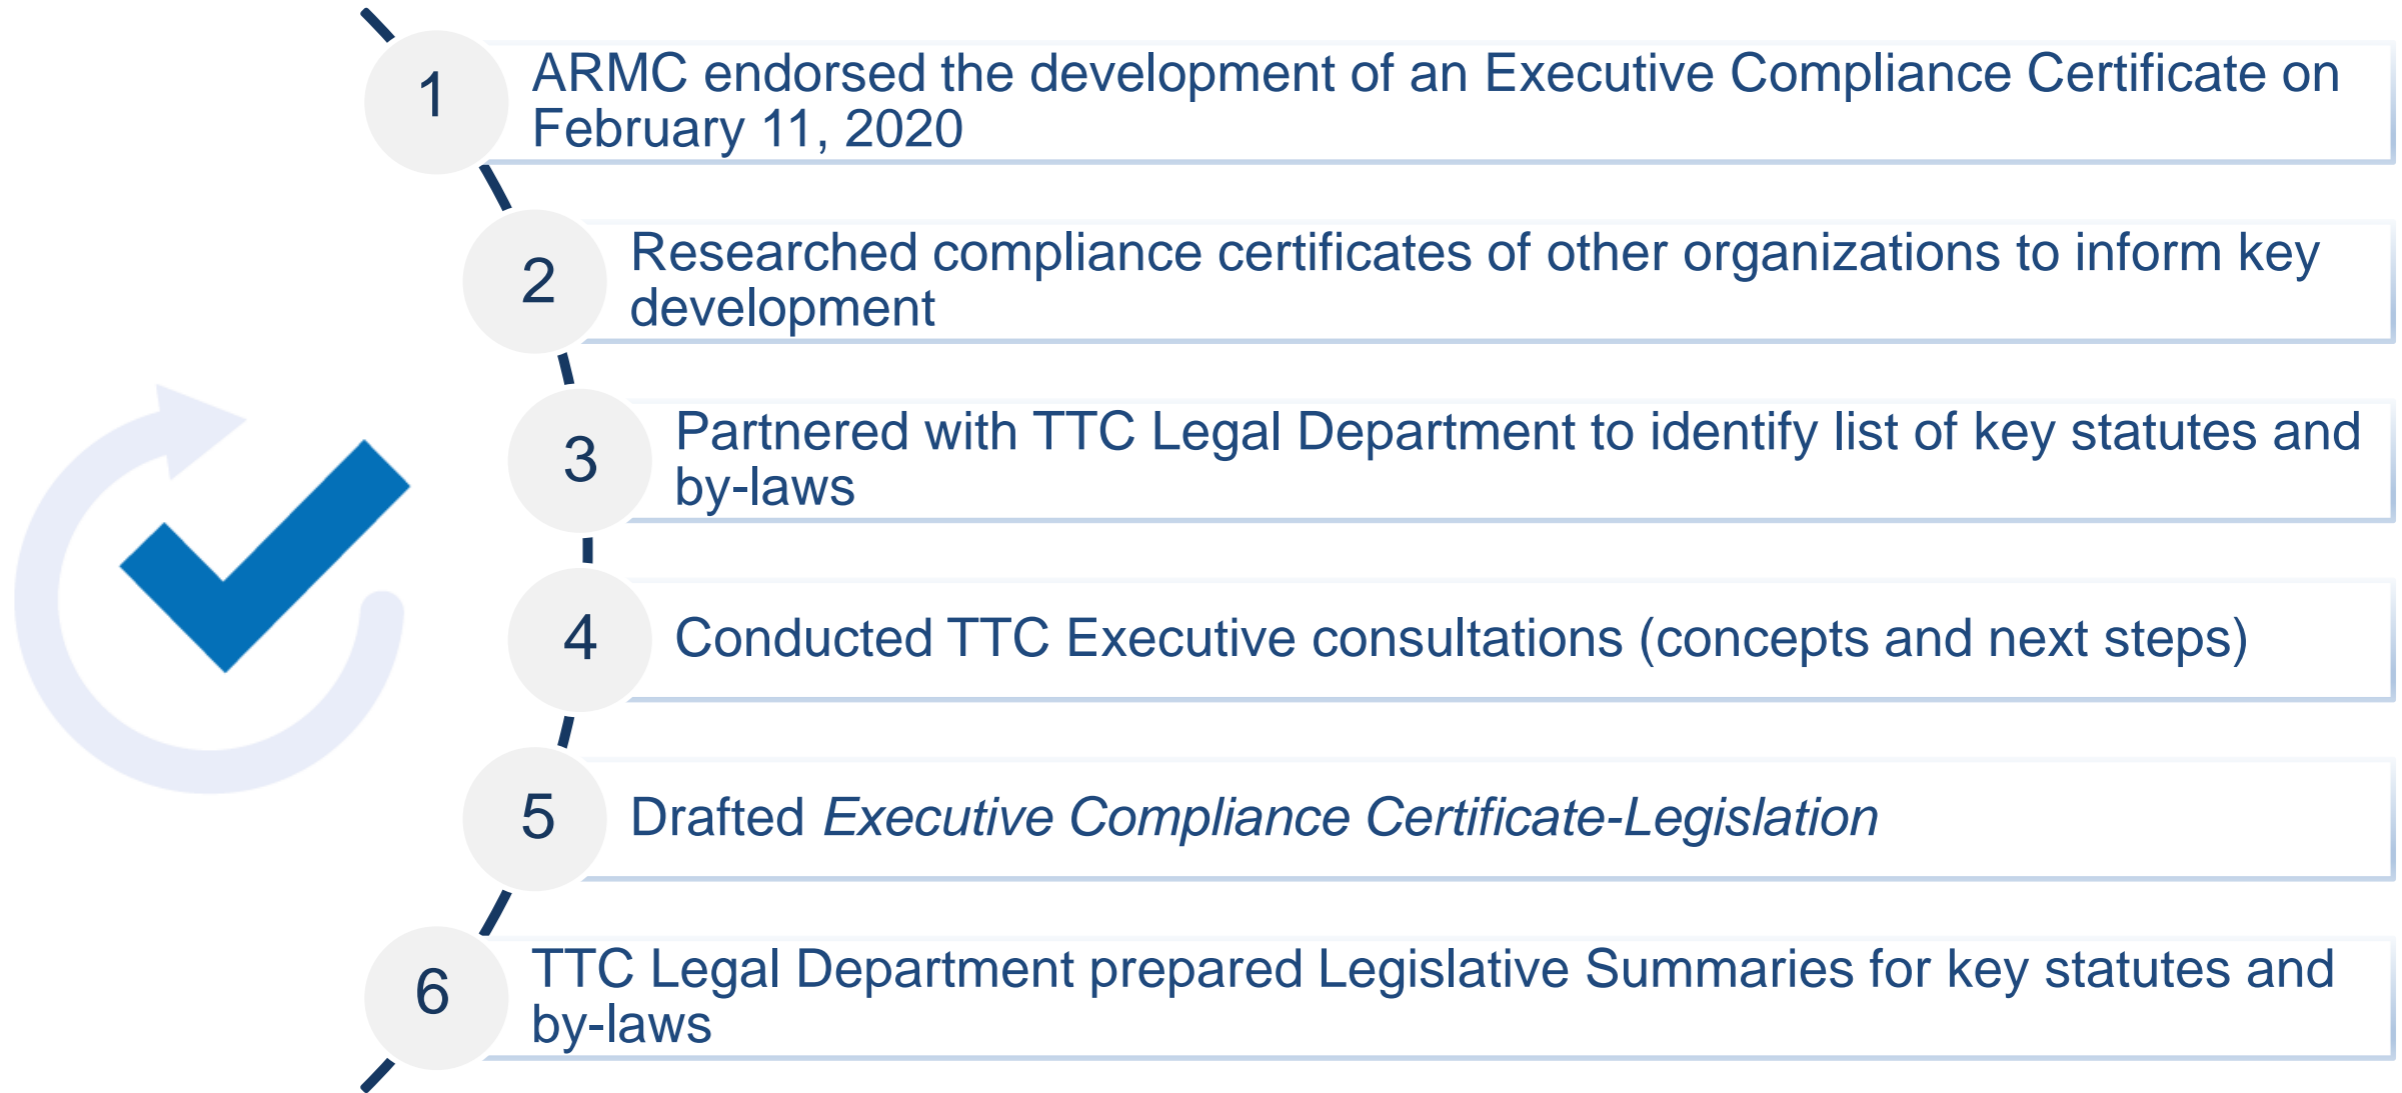 1
ARMC endorsed the development of an Executive Compliance Certificate on
February 11, 2020
2
Researched compliance certificates of other organizations to inform key
development
3
Partnered with TTC Legal Department to identify list of key statutes and
by-laws
4
Conducted TTC Executive consultations (concepts and next steps)
5
Drafted Executive Compliance Certificate-Legislation
6
TTC Legal Department prepared Legislative Summaries for key statutes and
by-laws